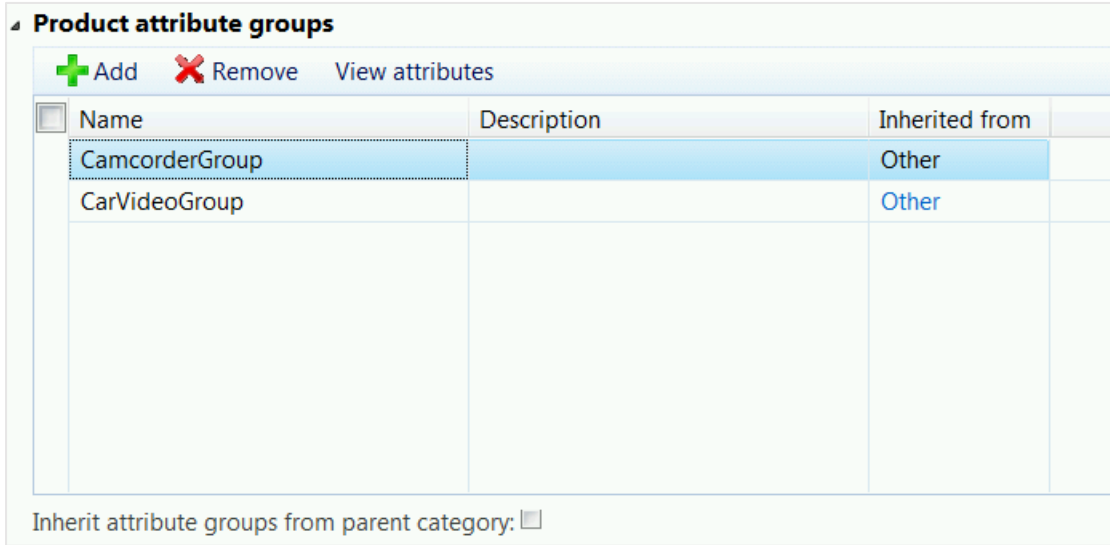 Product attribute groups
Add Remove View attributes
Name Description Inherited from
CamcorderGroup Other
CarVideoGroup Other
Inherit attribute groups from parent category: